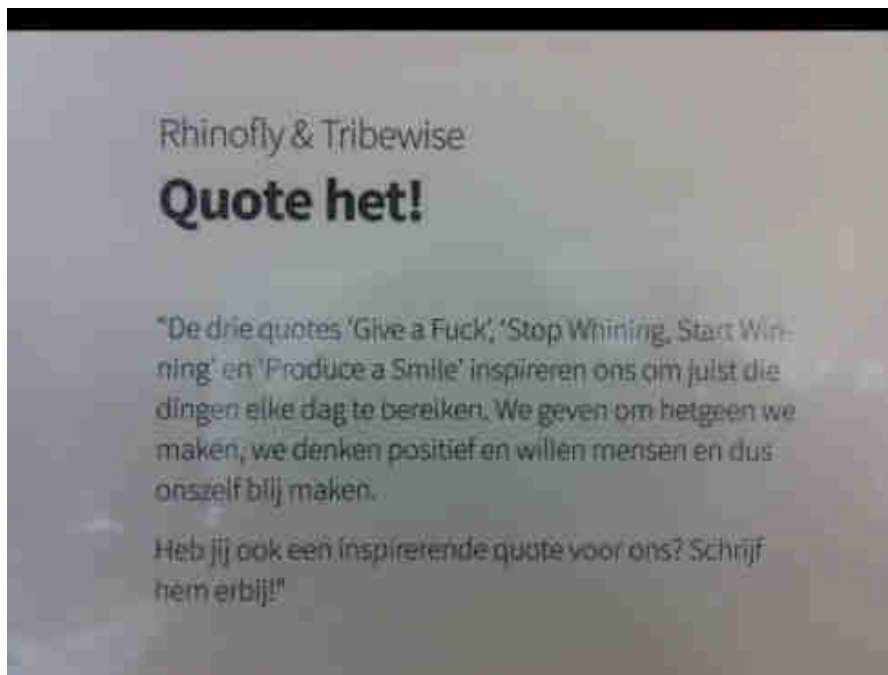 Rhinofly & Tribewise
Quote het!
"De drie quotes 'Give a Fuck', 'Stop Whining, Start Win-
ning' en 'Produce a Smile' inspireren ons om juist die
dingen elke dag te bereiken. We geven om hetgeen we
maken, we denken positief en willen mensen en dus
onszelf blij maken.
Heb jij ook een inspirerende quote voor ons? Schrijf
hem erbij!"